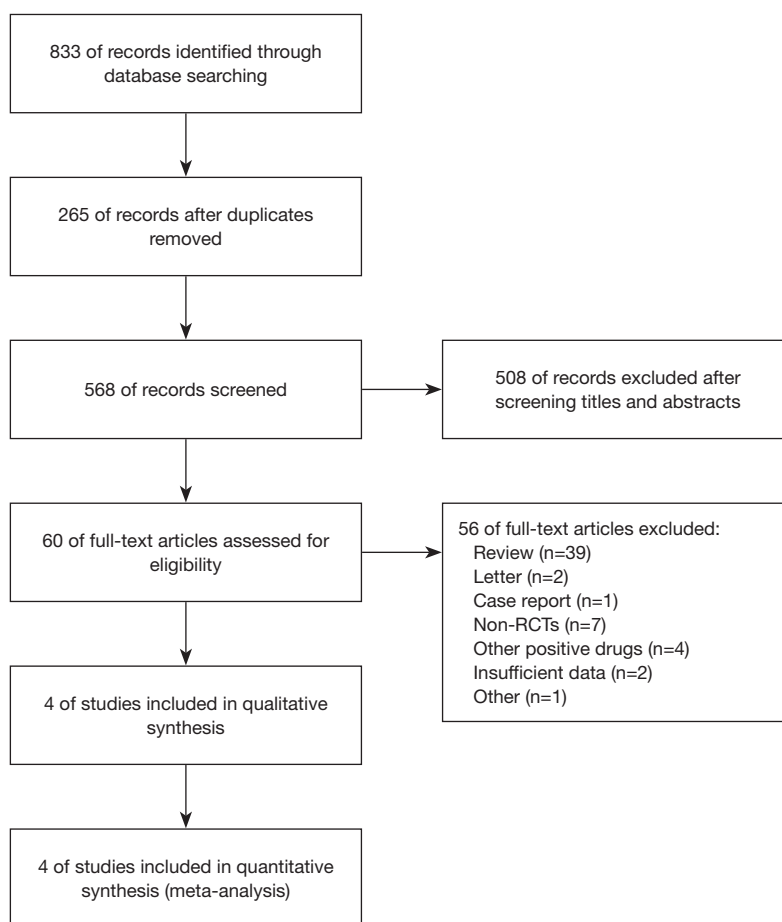 833 of records identified through
database searching
265 of records after duplicates
removed
568 of records screened
508 of records excluded after
screening titles and abstracts
60 of full-text articles assessed for
eligibility
56 of full-text articles excluded:
Review (n=39)
Letter (n=2)
Case report (n=1)
Non-RCTs (n=7)
Other positive drugs (n=4)
Insufficient data (n=2)
Other (n=1)
4 of studies included in qualitative
synthesis
4 of studies included in quantitative
synthesis (meta-analysis)